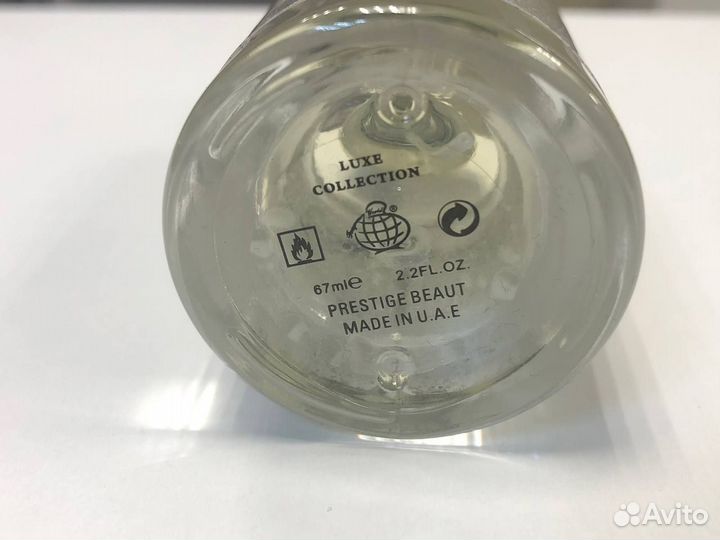 LUXE
COLLECTION
®
67ml℮ 2.2FL.OZ.
PRESTIGE BEAUT
MADE IN U.A.E
Avito